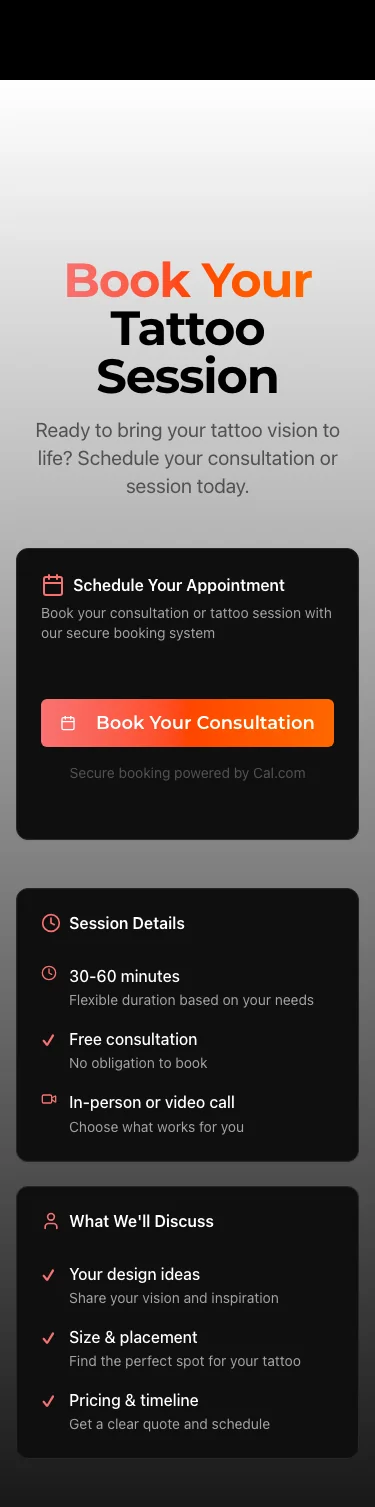 Book Your
Tattoo
Session
Ready to bring your tattoo vision to
life? Schedule your consultation or
session today.
Schedule Your Appointment
Book your consultation or tattoo session with
our secure booking system
Book Your Consultation
Secure booking powered by Cal.com
Session Details
30-60 minutes
Flexible duration based on your needs
Free consultation
No obligation to book
In-person or video call
Choose what works for you
What We'll Discuss
Your design ideas
Share your vision and inspiration
Size & placement
Find the perfect spot for your tattoo
Pricing & timeline
Get a clear quote and schedule